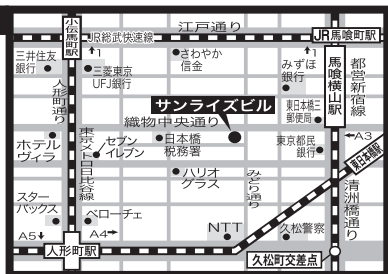 江戸通り
小伝馬町駅
JR総武快速線
JR馬喰町駅
↑1
↑1
三井住友
銀行
三菱東京
UFJ銀行
さわやか
信金
みずほ
銀行
馬喰横山駅
都営新宿線
人形町通り
サンライズビル
東日本橋三
郵便局
織物中央通り
ホテル
ヴィラ
東京メトロ日比谷線
セブン
イレブン
日本橋
税務署
東京都民
銀行
←A3
東日本橋駅
ハリオ
グラス
みどり通り
清洲橋通り
スター
バックス
ベローチェ
A5↓
A4→
NTT
久松警察
人形町駅
久松町交差点